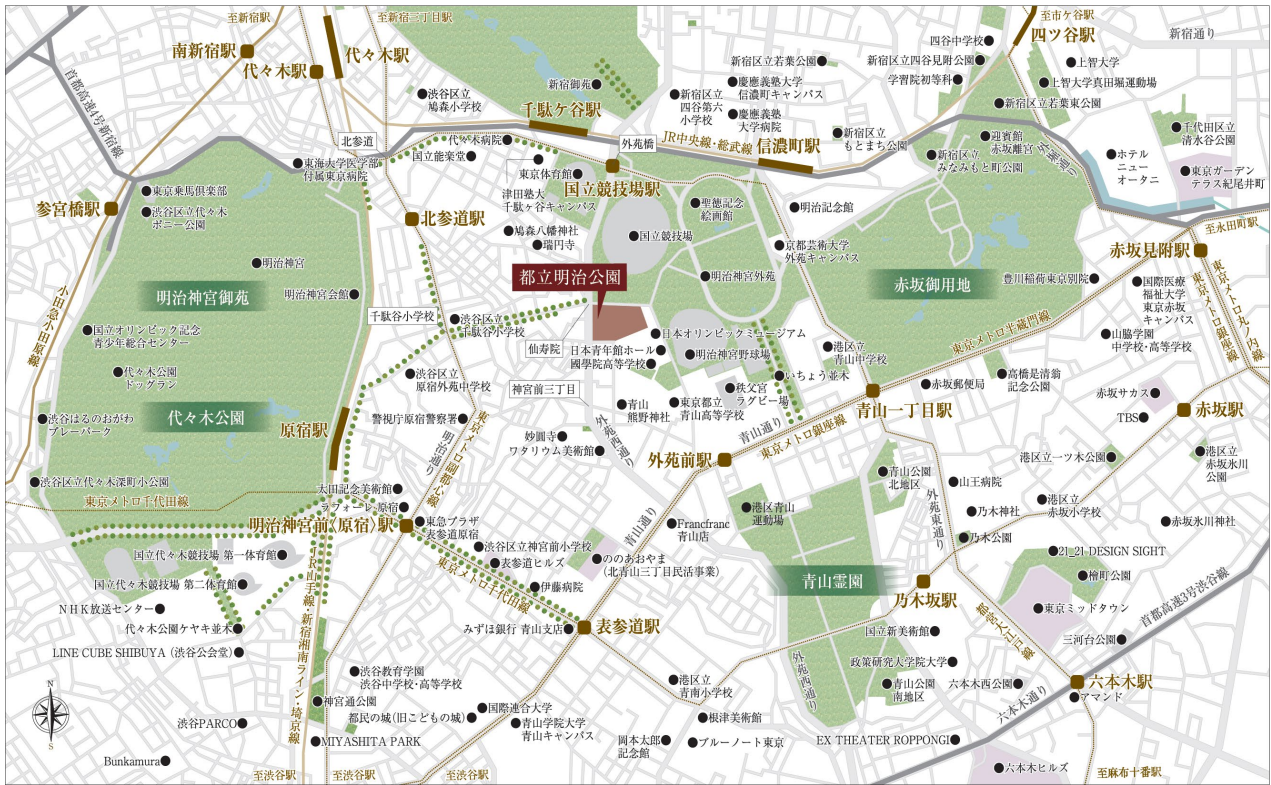 至新宿駅
至新宿三丁目駅
至市ケ谷駅
新宿通り
南新宿駅
代々木駅
代々木駅
四ツ谷駅
四谷中学校
新宿区立若葉公園
新宿区立四谷見附公園
学習院初等科
上智大学
上智大学真田堀運動場
新宿御苑
慶應義塾大学
信濃町キャンパス
新宿区立
四谷第六
小学校
慶應義塾
大学病院
新宿区立若葉東公園
渋谷区立
鳩森小学校
千駄ケ谷駅
首都高速4号新宿線
北参道
代々木病院
外苑橋
JR中央線・総武線
信濃町駅
新宿区立
もとまち公園
迎賓館
赤坂離宮
外堀通り
千代田区立
清水谷公園
東海大学医学部
付属東京病院
国立能楽堂
東京体育館
国立競技場駅
新宿区立
みなみもと町公園
ホテル
ニュー
オータニ
東京ガーデン
テラス紀尾井町
東京乗馬倶楽部
津田塾大
千駄ヶ谷キャンパス
参宮橋駅
渋谷区立代々木
ポニー公園
北参道駅
聖徳記念
絵画館
明治記念館
至永田町駅
鳩森八幡神社
瑞円寺
国立競技場
京都芸術大学
外苑キャンパス
赤坂見附駅
明治神宮
都立明治公園
明治神宮外苑
赤坂御用地
豊川稲荷東京別院
国際医療
福祉大学
東京赤坂
キャンパス
東京メトロ銀座線
東京メトロ丸ノ内線
明治神宮御苑
明治神宮会館
小田急小田原線
千駄谷小学校
渋谷区立
千駄谷小学校
国立オリンピック記念
青少年総合センター
仙寿院
日本オリンピックミュージアム
日本青年館ホール
國學院高等学校
明治神宮野球場
港区立
青山中学校
東京メトロ半蔵門線
山脇学園
中学校・高等学校
代々木公園
ドッグラン
渋谷区立
原宿外苑中学校
神宮前三丁目
いちょう並木
高橋是清翁
記念公園
秩父宮
ラグビー場
赤坂郵便局
赤坂サカス
渋谷はるのおがわ
プレーパーク
代々木公園
原宿駅
警視庁原宿警察署
青山
熊野神社
東京都立
青山高等学校
青山一丁目駅
TBS
赤坂駅
東京メトロ副都心線
明治通り
妙圓寺
ワタリウム美術館
外苑西通り
外苑前駅
青山通り
東京メトロ銀座線
港区立一ツ木公園
港区立
赤坂氷川
公園
青山公園
北地区
山王病院
渋谷区立代々木深町小公園
太田記念美術館
ラフォーレ原宿
東京メトロ千代田線
明治神宮前〈原宿〉駅
東急プラザ
表参道原宿
青山通り
Francfranc
青山店
港区青山
運動場
外苑東通り
乃木神社
港区立
赤坂小学校
赤坂氷川神社
国立代々木競技場 第一体育館
渋谷区立神宮前小学校
表参道ヒルズ
ののあおやま
(北青山三丁目民活事業)
乃木公園
21_21 DESIGN SIGHT
国立代々木競技場 第二体育館
伊藤病院
東京メトロ千代田線
青山霊園
乃木坂駅
檜町公園
NHK放送センター
東京ミッドタウン
首都高速3号渋谷線
代々木公園ケヤキ並木
みずほ銀行 青山支店
表参道駅
国立新美術館
都営大江戸線
三河台公園
LINE CUBE SHIBUYA(渋谷公会堂)
JR山手線・新宿湘南ライン・埼京線
渋谷教育学園
渋谷中学校・高等学校
外苑西通り
政策研究大学院大学
港区立
青南小学校
青山公園
南地区
六本木西公園
六本木駅
アマンド
神宮通公園
国際連合大学
都民の城(旧こどもの城)
青山学院大学
青山キャンパス
根津美術館
六本木通り
N
S
渋谷PARCO
MIYASHITA PARK
岡本太郎
記念館
ブルーノート東京
EX THEATER ROPPONGI
Bunkamura
六本木ヒルズ
至渋谷駅
至渋谷駅
至渋谷駅
至麻布十番駅